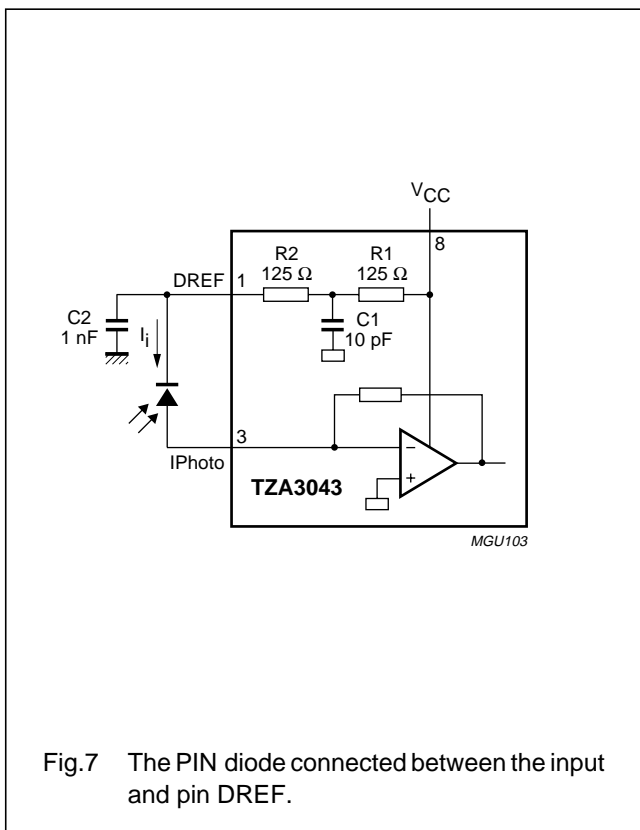 VCC
8
R2
125 Ω
R1
125 Ω
DREF
1
C2
1 nF
Ii
C1
10 pF
3
IPhoto
−
+
TZA3043
MGU103
Fig.7 The PIN diode connected between the input
and pin DREF.